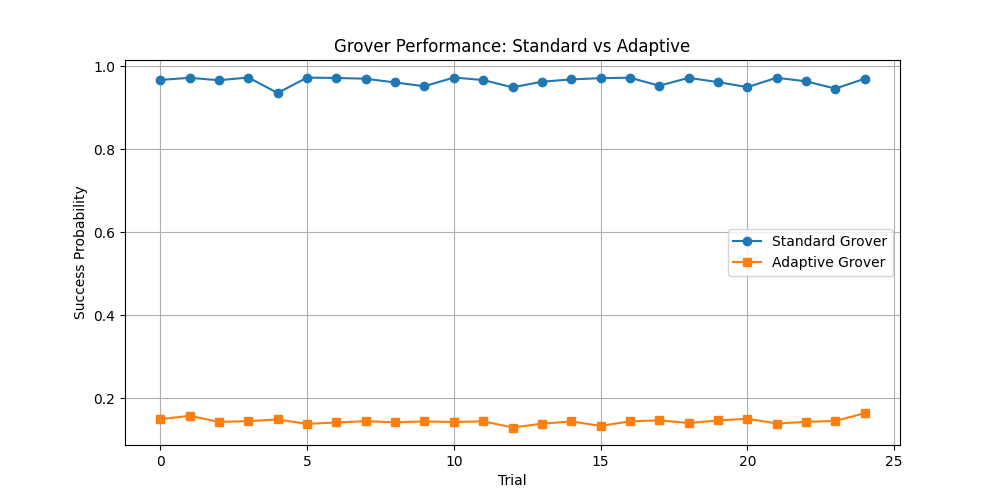 Grover Performance: Standard vs Adaptive
1.0
0.8
0.6
0.4
0.2
Success Probability
Standard Grover
Adaptive Grover
0 5 10 15 20 25
Trial